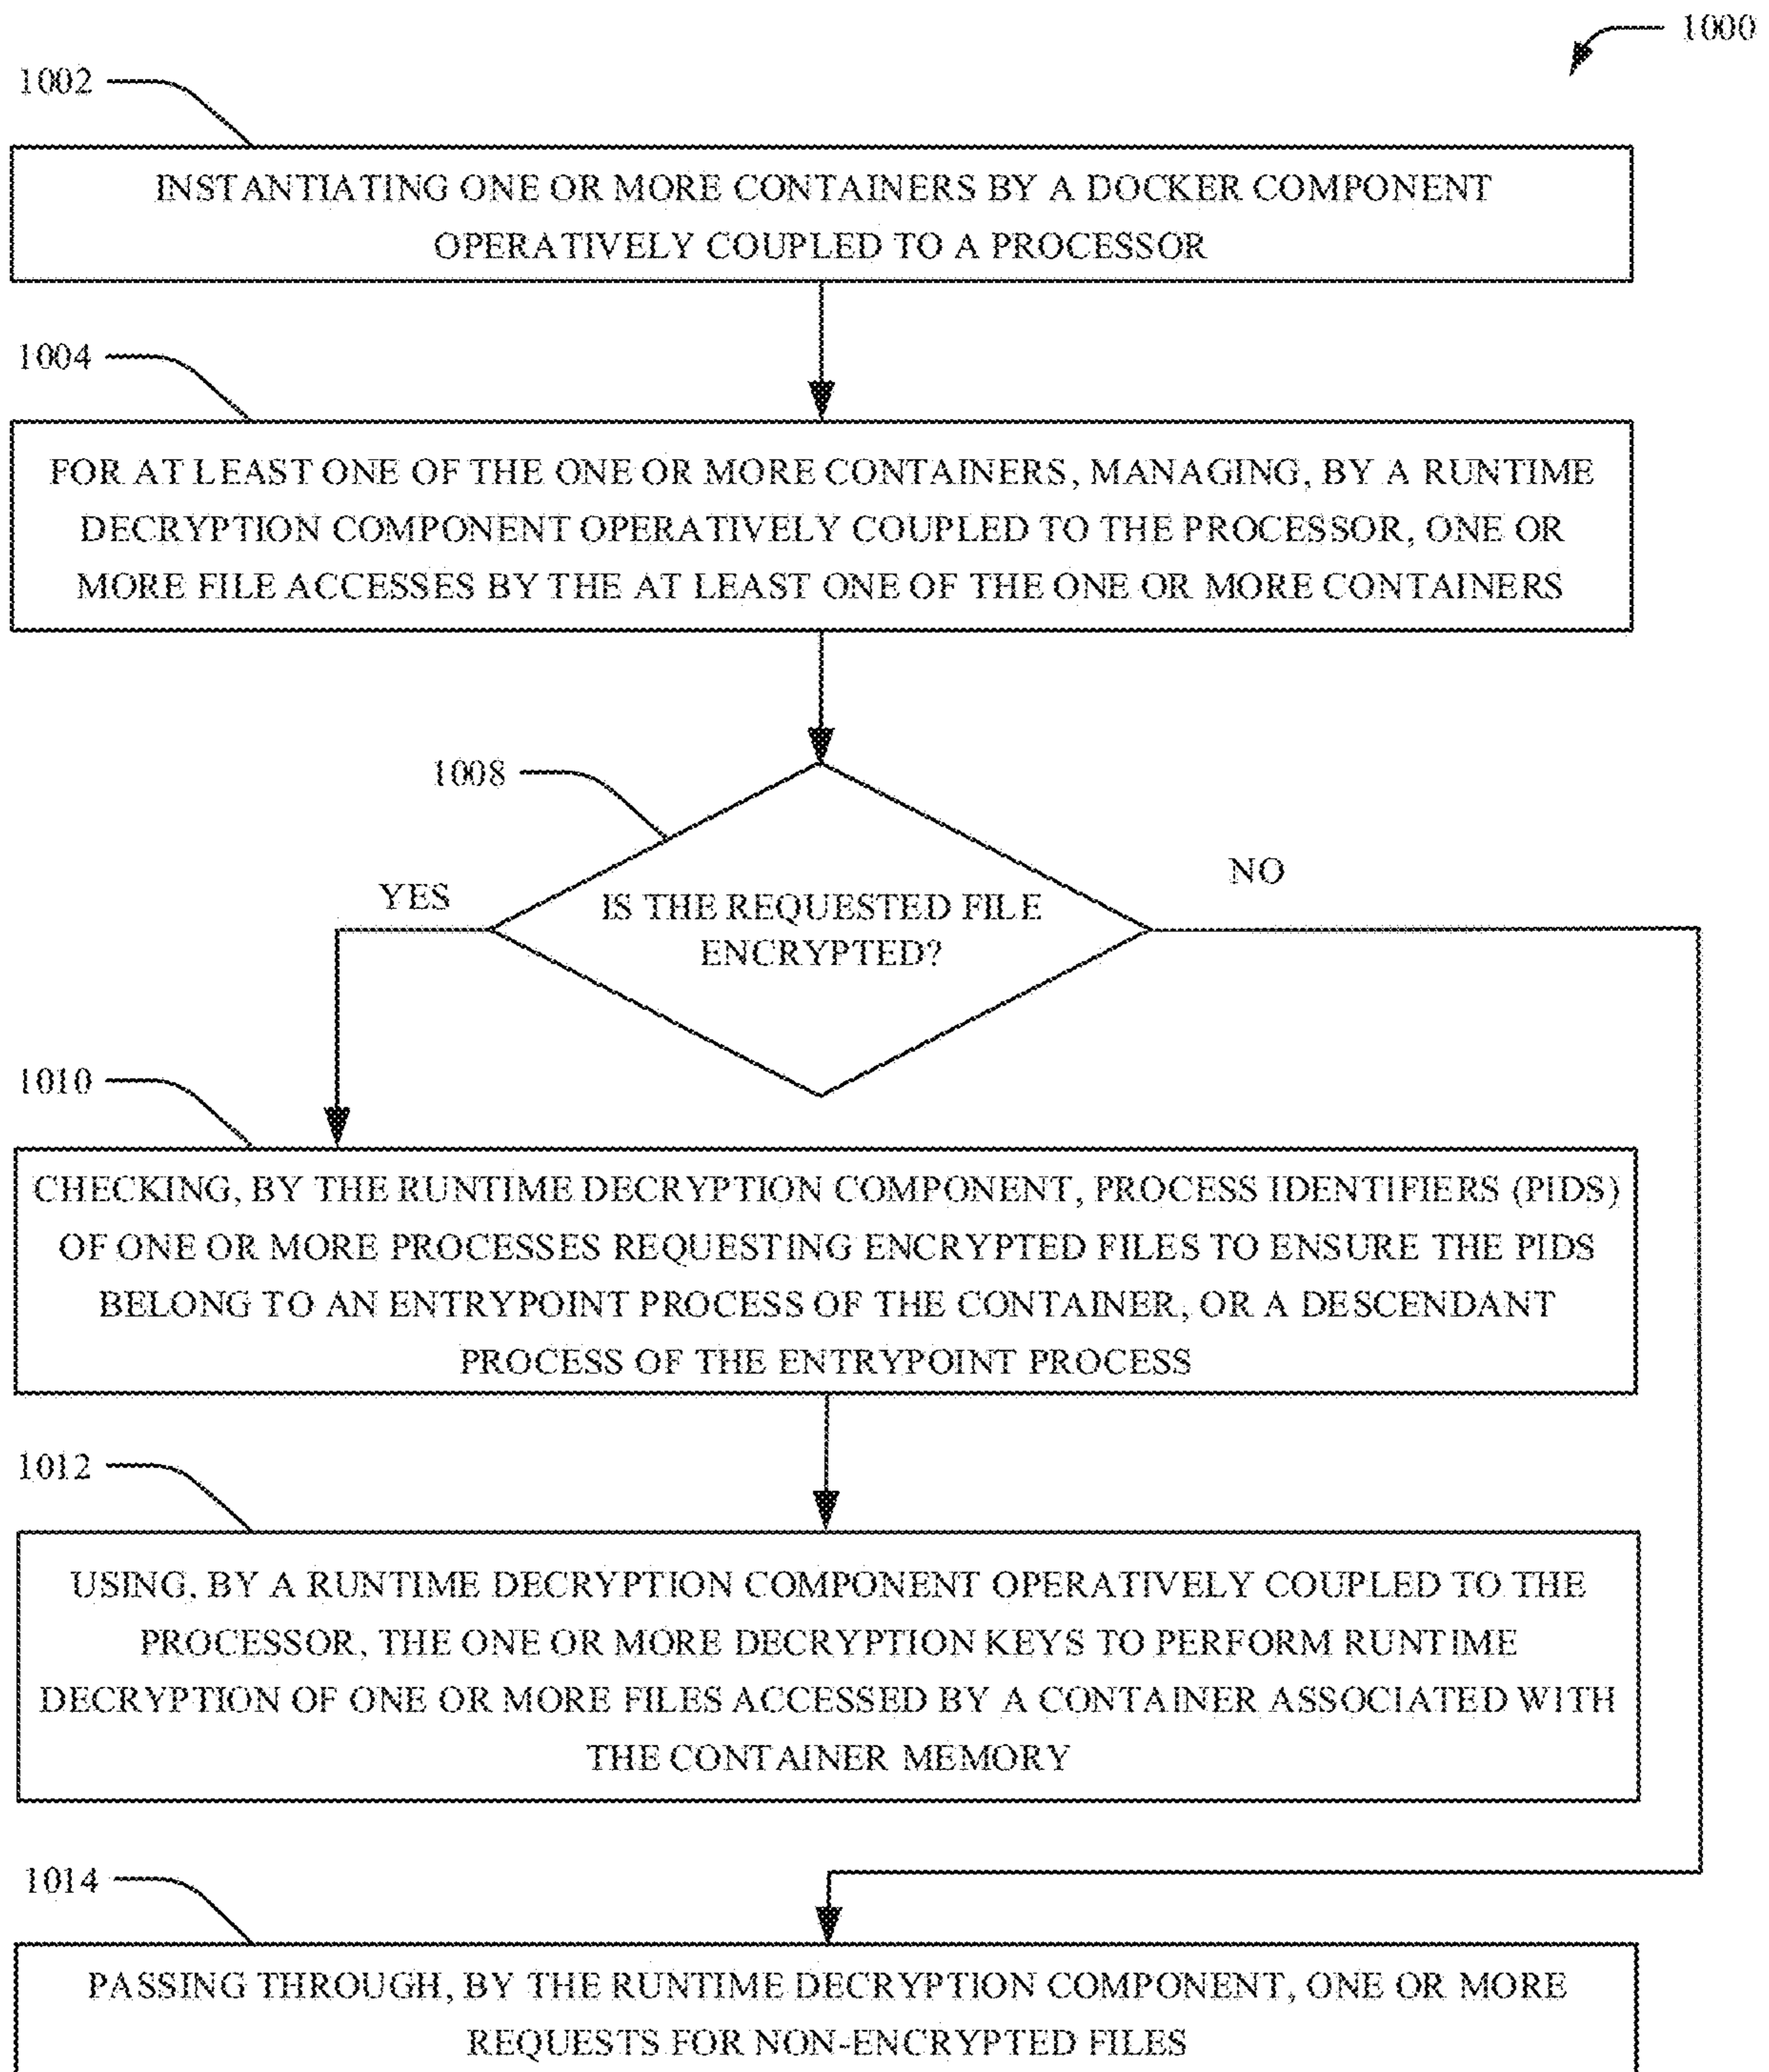 1000
1002
INSTANTIATING ONE OR MORE CONTAINERS BY A DOCKER COMPONENT
OPERATIVELY COUPLED TO A PROCESSOR
1004
FOR AT LEAST ONE OF THE ONE OR MORE CONTAINERS, MANAGING, BY A RUNTIME
DECRYPTION COMPONENT OPERATIVELY COUPLED TO THE PROCESSOR, ONE OR
MORE FILE ACCESSES BY THE AT LEAST ONE OF THE ONE OR MORE CONTAINERS
1008
YES
NO
IS THE REQUESTED FILE
ENCRYPTED?
1010
CHECKING, BY THE RUNTIME DECRYPTION COMPONENT, PROCESS IDENTIFIERS (PIDS)
OF ONE OR MORE PROCESSES REQUESTING ENCRYPTED FILES TO ENSURE THE PIDS
BELONG TO AN ENTRYPOINT PROCESS OF THE CONTAINER, OR A DESCENDANT
PROCESS OF THE ENTRYPOINT PROCESS
1012
USING, BY A RUNTIME DECRYPTION COMPONENT OPERATIVELY COUPLED TO THE
PROCESSOR, THE ONE OR MORE DECRYPTION KEYS TO PERFORM RUNTIME
DECRYPTION OF ONE OR MORE FILES ACCESSED BY A CONTAINER ASSOCIATED WITH
THE CONTAINER MEMORY
1014
PASSING THROUGH, BY THE RUNTIME DECRYPTION COMPONENT, ONE OR MORE
REQUESTS FOR NON-ENCRYPTED FILES